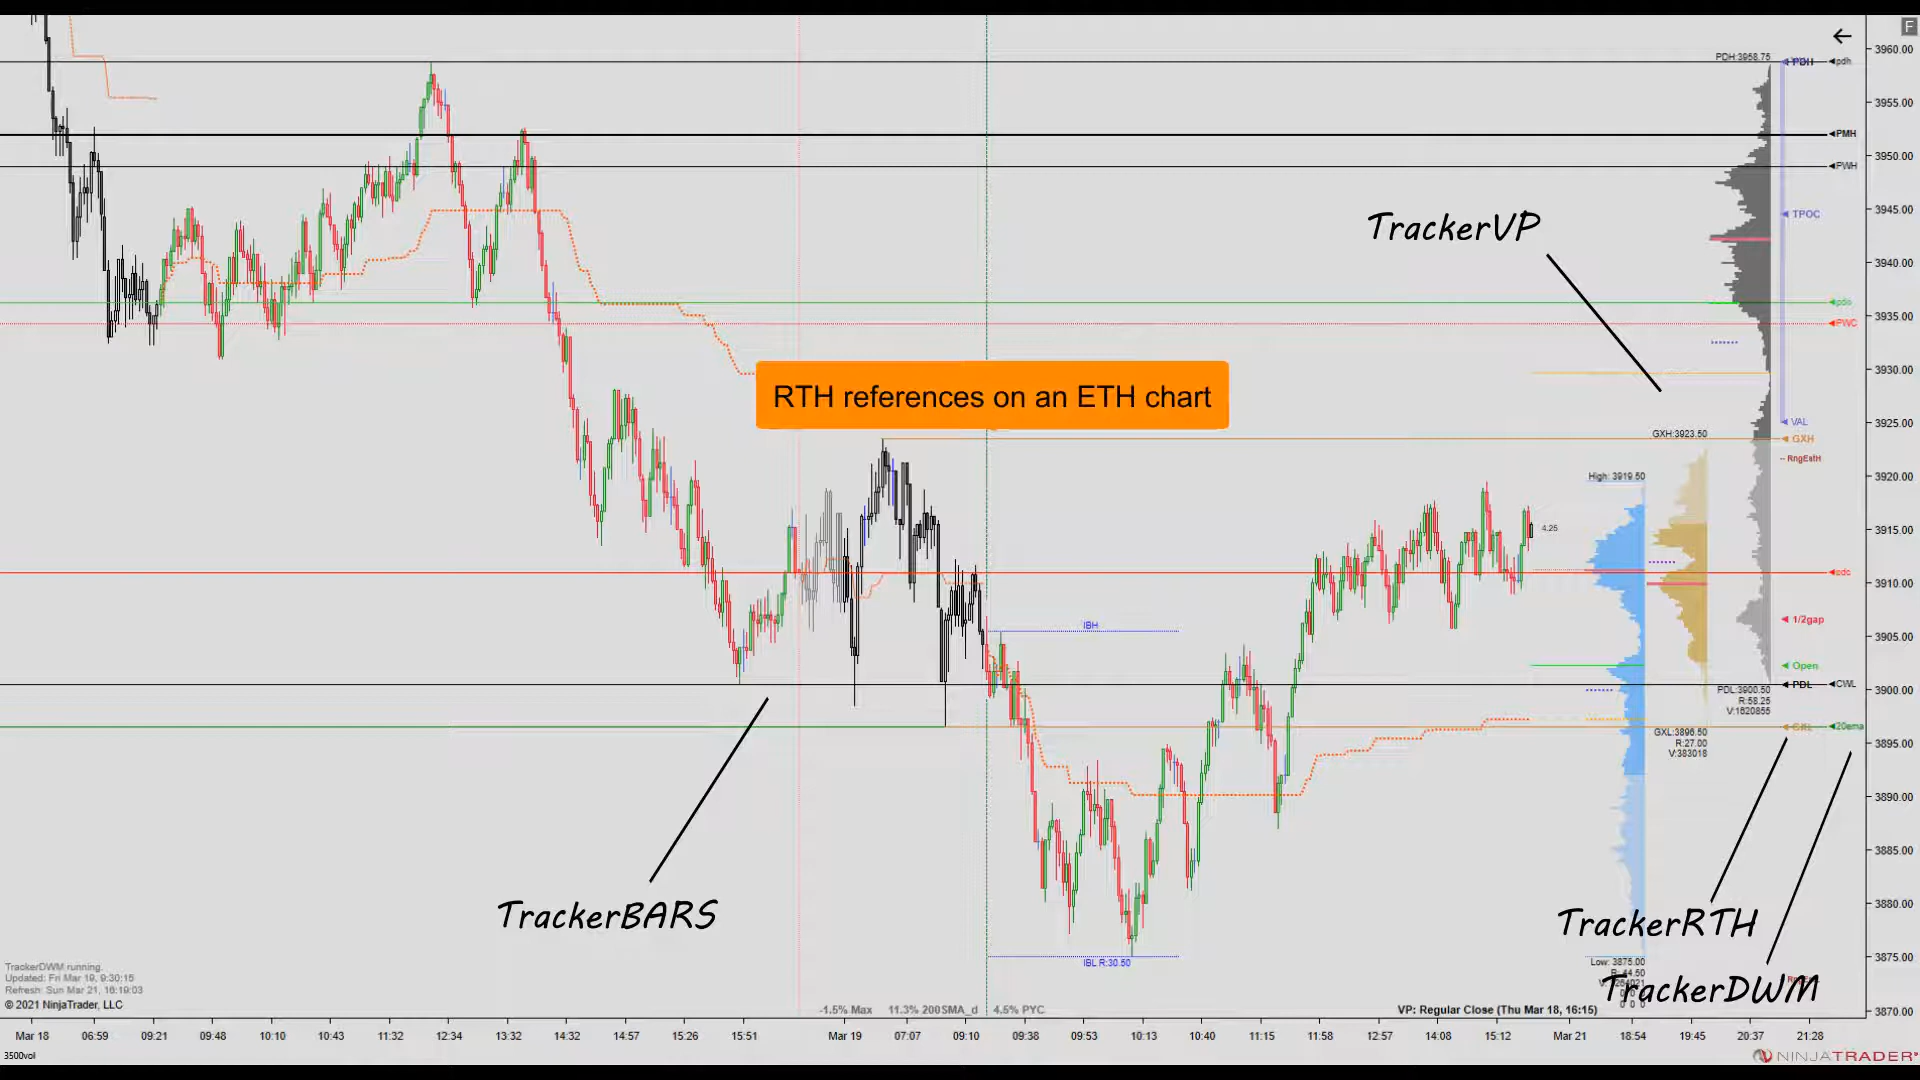 F
3960.00
PDH:3958.75
PDH
pdh
3955.00
PMH
3950.00
PWH
3945.00
TPOC
TrackerVP
3940.00
pdo
3935.00
PWC
3930.00
RTH references on an ETH chart
3925.00
VAL
GXH:3923.50
GXH
RngEstH
3920.00
High: 3919.50
3915.00
4.25
3910.00
1/2gap
3905.00
IBH
Open
3900.00
PDL
CWL
PDL:3900.50
R:58.25
V:1620855
20ema
GXL:3896.50
R:27.00
V:383018
3895.00
3890.00
3885.00
3880.00
TrackerBARS
TrackerRTH
3875.00
IBL R:30.50
Low: 3875.00
TrackerDWM
3870.00
TrackerDWM running.
Updated: Fri Mar 19, 9:30:15
Refresh: Sun Mar 21, 16:19:03
© 2021 NinjaTrader, LLC
-1.5% Max 11.3% 200SMA_d 4.5% PYC
VP: Regular Close (Thu Mar 18, 16:15)
Mar 18 06:59 09:21 09:48 10:10 10:43 11:32 12:34 13:32 14:32 14:57 15:26 15:51 Mar 19 07:07 09:10 09:38 09:53 10:13 10:40 11:15 11:58 12:57 14:08 15:12 Mar 21 18:54 19:45 20:37 21:28
3500vol
NINJATRADER